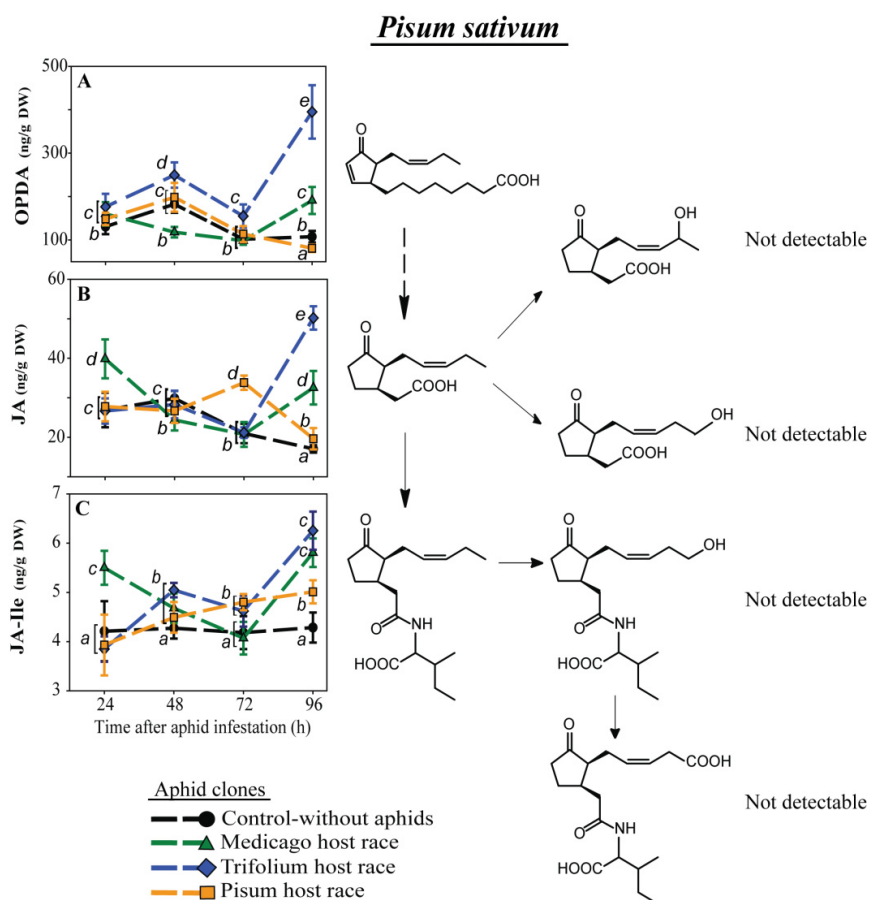 Pisum sativum
A
OPDA (ng/g DW)
500
300
100
c
b
d
c
b
c
b
e
c
b
a
B
JA (ng/g DW)
60
40
20
d
c
c
b
d
b
e
d
b
a
C
JA-Ile (ng/g DW)
7
6
5
4
3
c
a
b
a
b
a
c
c
b
a
24 48 72 96
Time after aphid infestation (h)
Aphid clones
Control-without aphids
Medicago host race
Trifolium host race
Pisum host race
O
COOH
O
OH
COOH
Not detectable
O
COOH
O
OH
COOH
Not detectable
O
O
NH
HOOC
O
OH
O
NH
HOOC
Not detectable
O
COOH
O
NH
HOOC
Not detectable